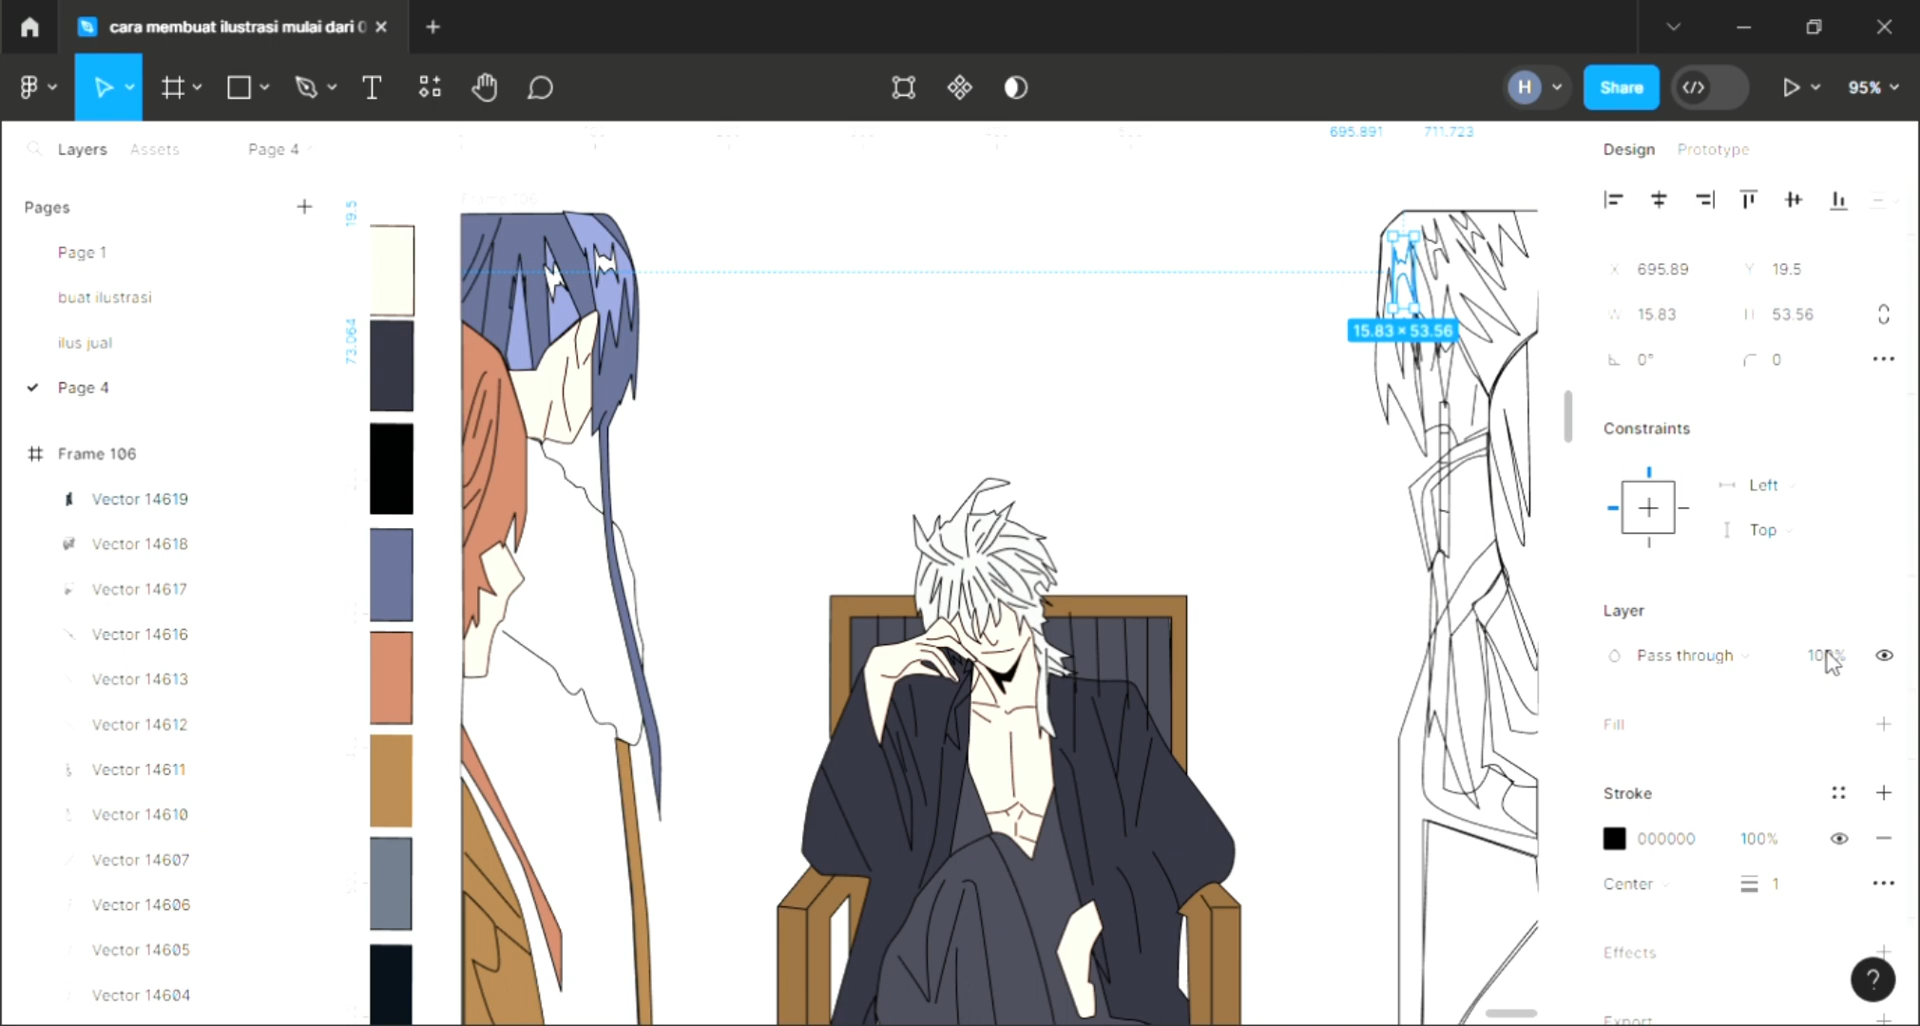 cara membuat ilustrasi mulai dari 0
H
Share
95%
Layers
Assets
Page 4
695.891
711.723
Design
Prototype
Pages
19.5
Frame 106
Page 1
buat ilustrasi
ilus jual
Page 4
73.064
15.83 × 53.56
X 695.89
Y 19.5
W 15.83
H 53.56
0°
0
Frame 106
Vector 14619
Vector 14618
Vector 14617
Vector 14616
Vector 14613
Vector 14612
Vector 14611
Vector 14610
Vector 14607
Vector 14606
Vector 14605
Vector 14604
Constraints
Left
Top
Layer
Pass through
100%
Fill
Stroke
000000
100%
Center
1
Effects
?
Export